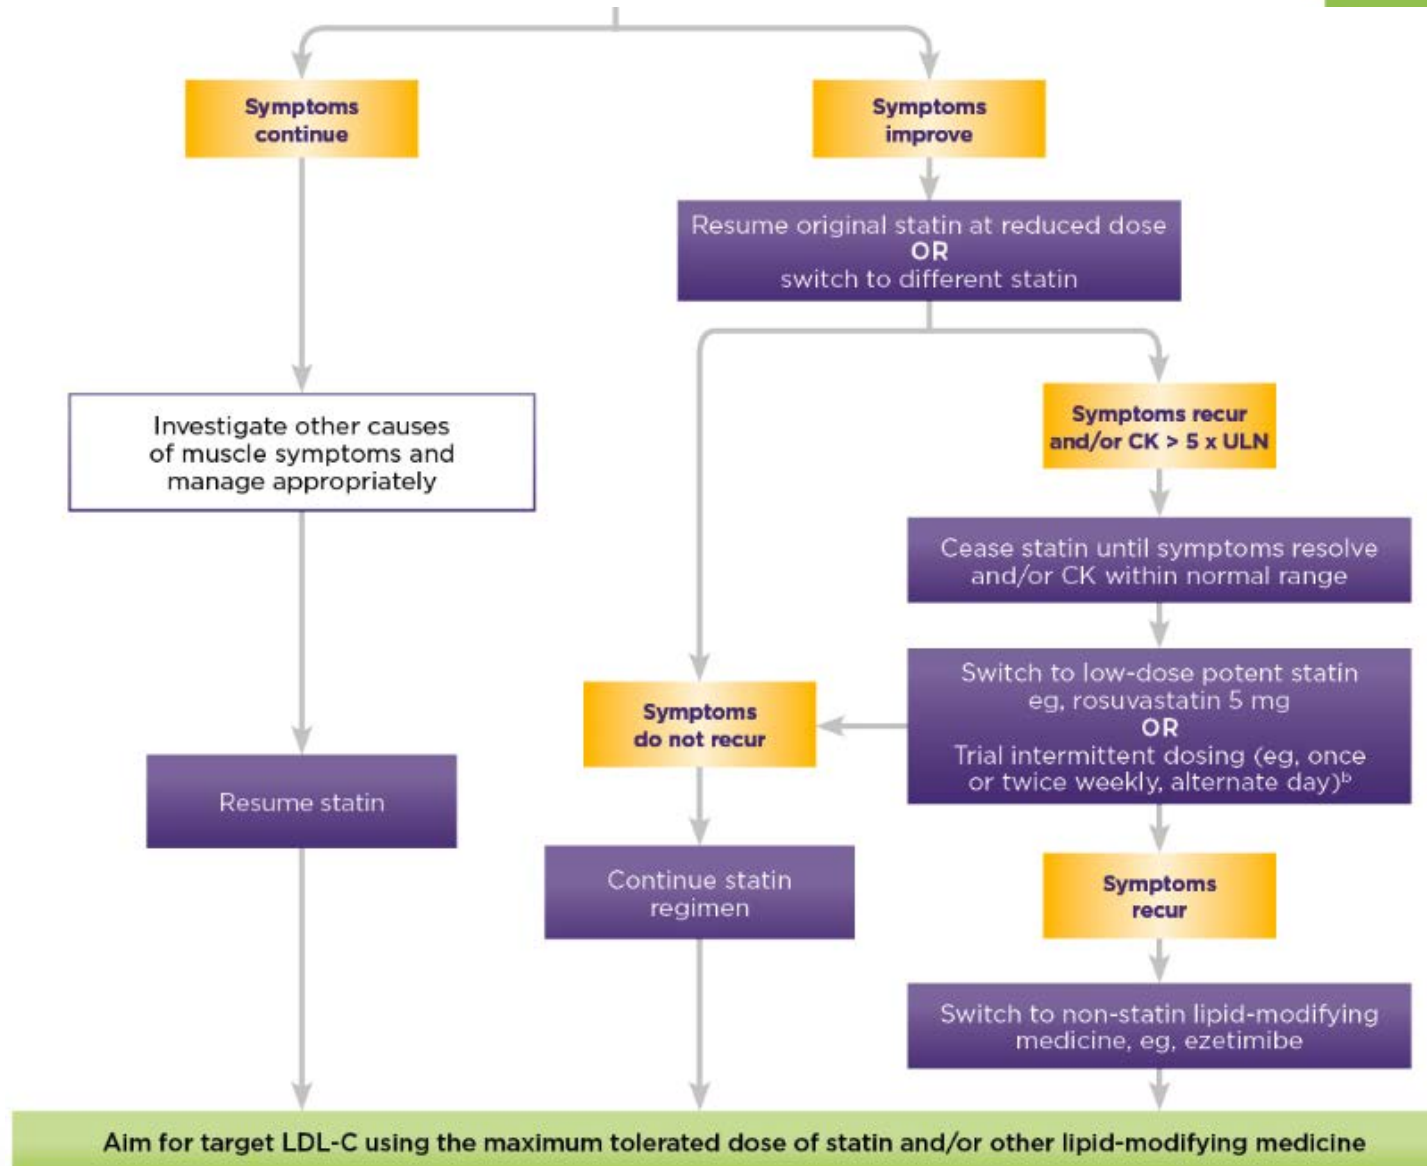 Symptoms
continue
Symptoms
improve
Resume original statin at reduced dose
OR
switch to different statin
Investigate other causes
of muscle symptoms and
manage appropriately
Symptoms recur
and/or CK > 5 x ULN
Cease statin until symptoms resolve
and/or CK within normal range
Switch to low-dose potent statin
eg, rosuvastatin 5 mg
OR
Trial intermittent dosing (eg, once
or twice weekly, alternate day)ᵇ
Symptoms
do not recur
Resume statin
Continue statin
regimen
Symptoms
recur
Switch to non-statin lipid-modifying
medicine, eg, ezetimibe
Aim for target LDL-C using the maximum tolerated dose of statin and/or other lipid-modifying medicine